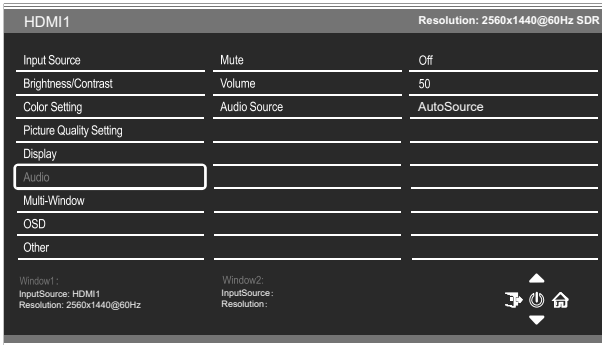 HDMI1 Resolution: 2560x1440@60Hz SDR
Input Source Mute Off
Brightness/Contrast Volume 50
Color Setting Audio Source AutoSource
Picture Quality Setting
Display
Audio
Multi-Window
OSD
Other
Window1: Window2:
InputSource: HDMI1 InputSource:
Resolution: 2560x1440@60Hz Resolution: